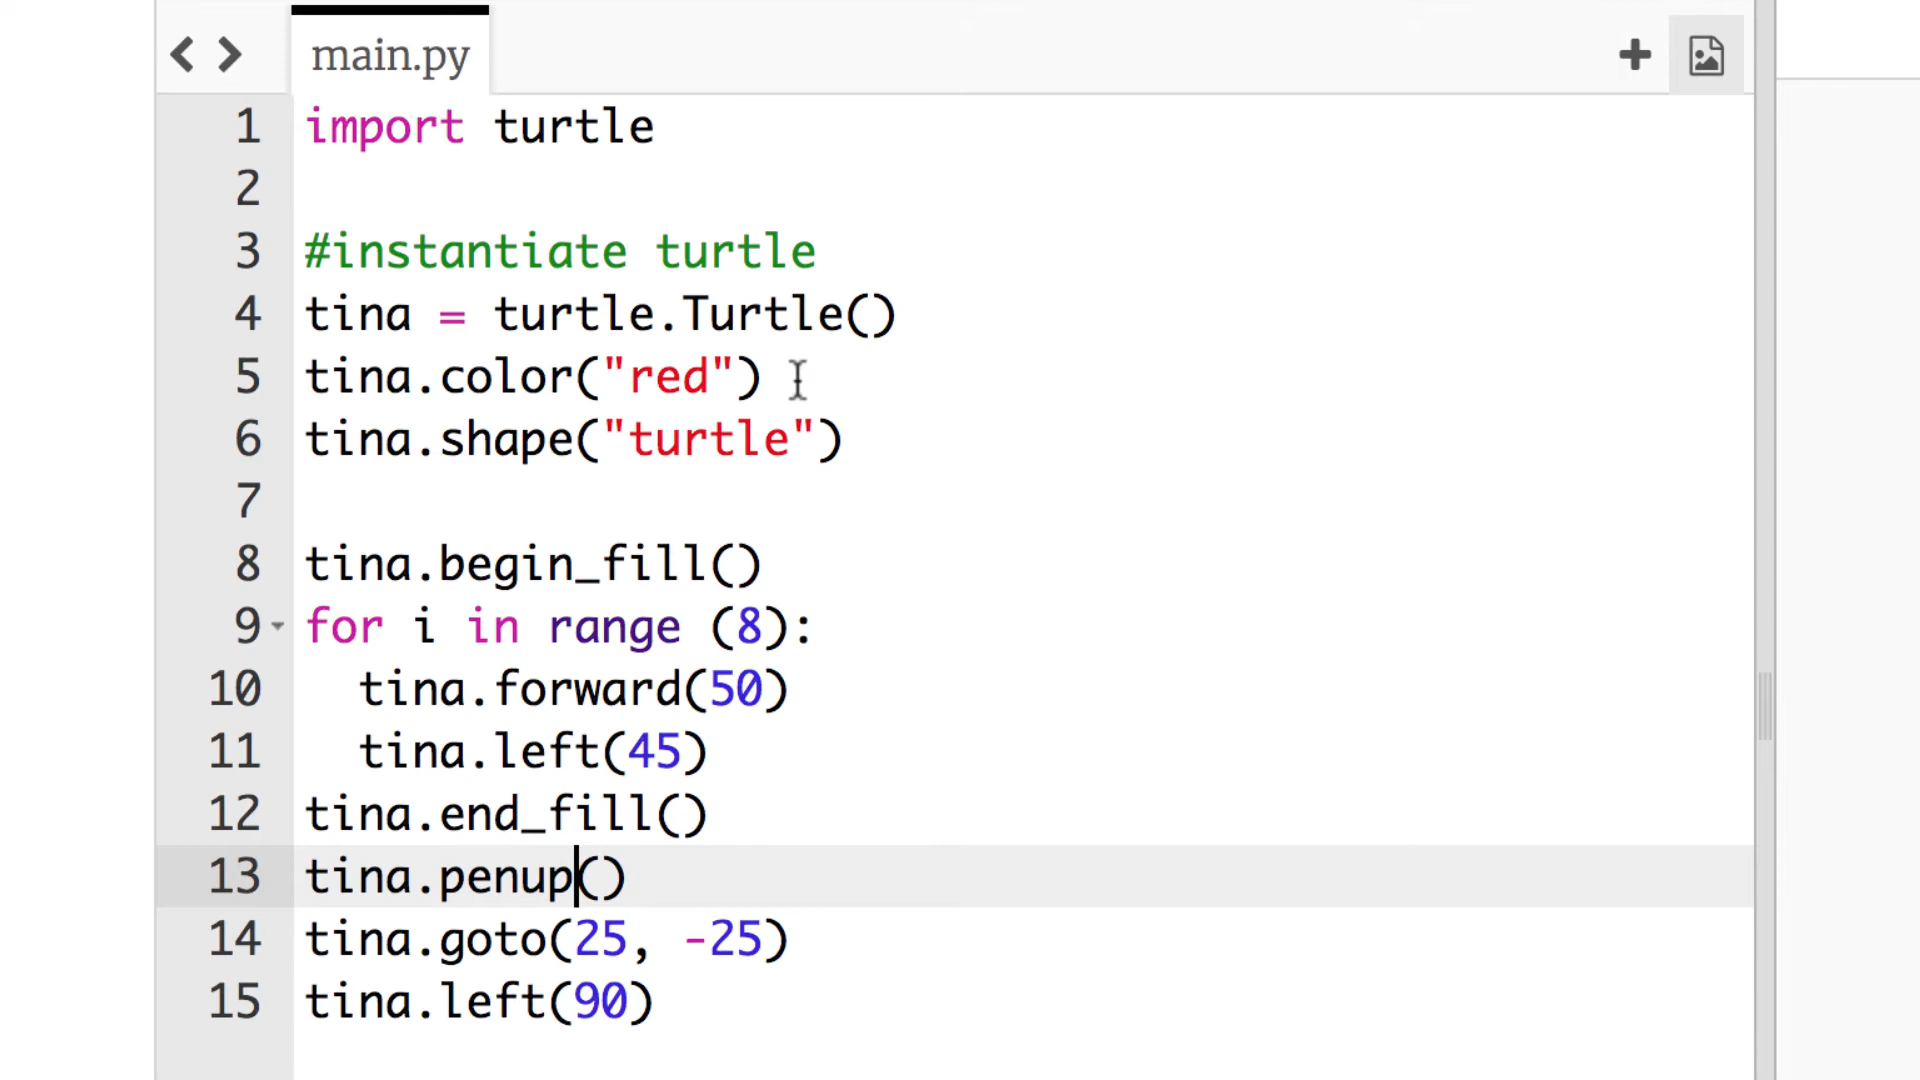 main.py
1 import turtle
2
3 #instantiate turtle
4 tina = turtle.Turtle()
5 tina.color("red")
6 tina.shape("turtle")
7
8 tina.begin_fill()
9 for i in range (8):
10   tina.forward(50)
11   tina.left(45)
12 tina.end_fill()
13 tina.penup()
14 tina.goto(25, -25)
15 tina.left(90)